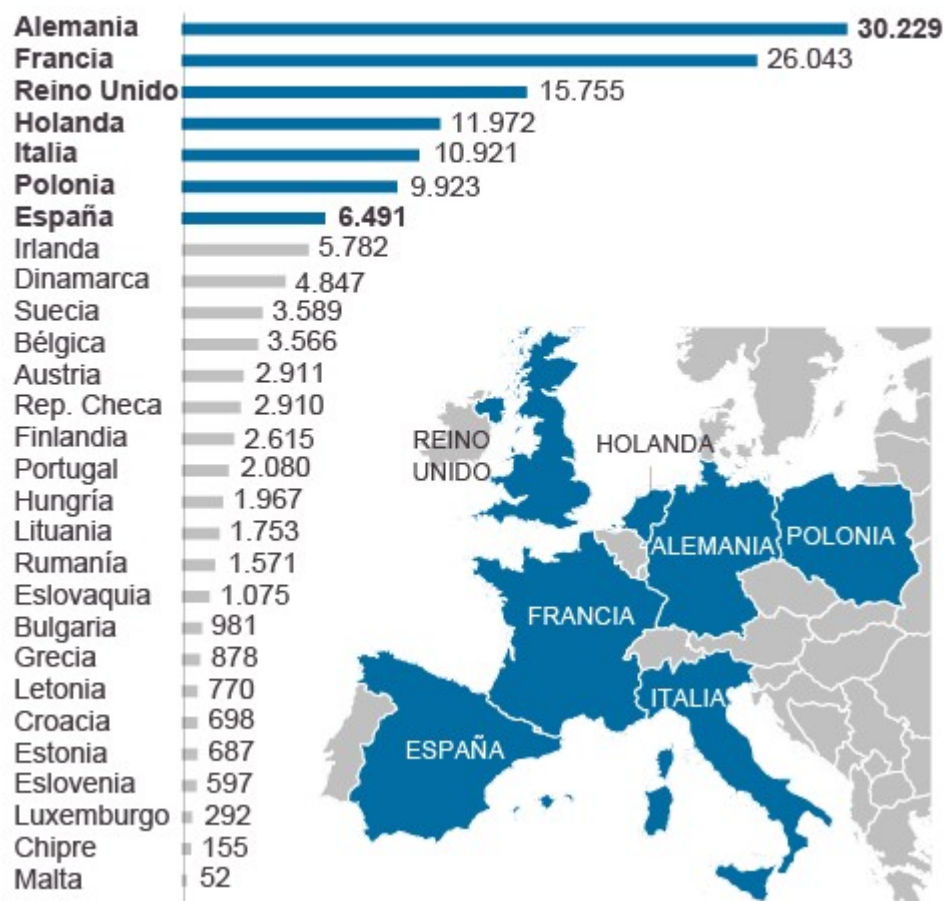 Alemania 30.229
Francia 26.043
Reino Unido 15.755
Holanda 11.972
Italia 10.921
Polonia 9.923
España 6.491
Irlanda 5.782
Dinamarca 4.847
Suecia 3.589
Bélgica 3.566
Austria 2.911
Rep. Checa 2.910
Finlandia 2.615
Portugal 2.080
Hungría 1.967
Lituania 1.753
Rumanía 1.571
Eslovaquia 1.075
Bulgaria 981
Grecia 878
Letonia 770
Croacia 698
Estonia 687
Eslovenia 597
Luxemburgo 292
Chipre 155
Malta 52
REINO
UNIDO
HOLANDA
ALEMANIA
POLONIA
FRANCIA
ITALIA
ESPAÑA